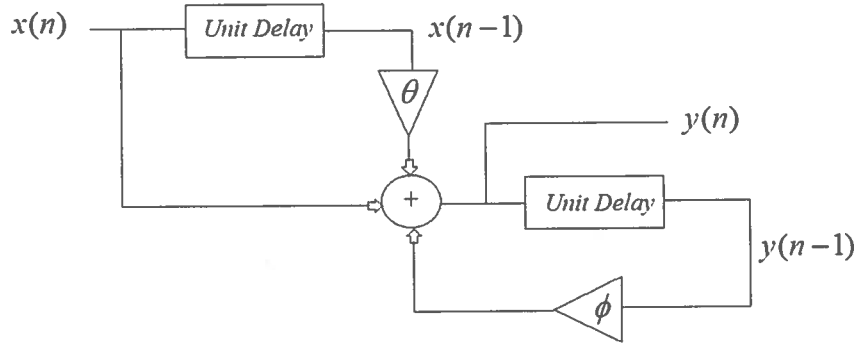 x(n)
Unit Delay
x(n−1)
θ
y(n)
+
Unit Delay
y(n−1)
ϕ